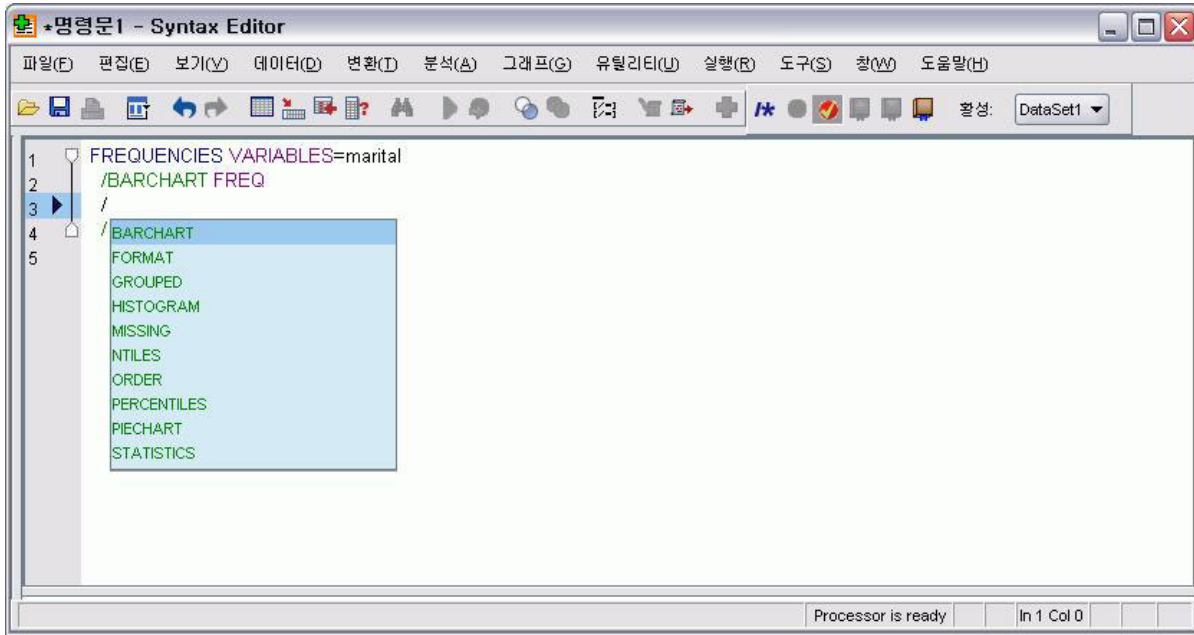 *명령문1 - Syntax Editor
파일(F) 편집(E) 보기(V) 데이터(D) 변환(T) 분석(A) 그래프(G) 유틸리티(U) 실행(R) 도구(S) 창(W) 도움말(H)
활성: DataSet1
1 FREQUENCIES VARIABLES=marital
2 /BARCHART FREQ
3 /
4 /
BARCHART
5
FORMAT
GROUPED
HISTOGRAM
MISSING
NTILES
ORDER
PERCENTILES
PIECHART
STATISTICS
Processor is ready In 1 Col 0